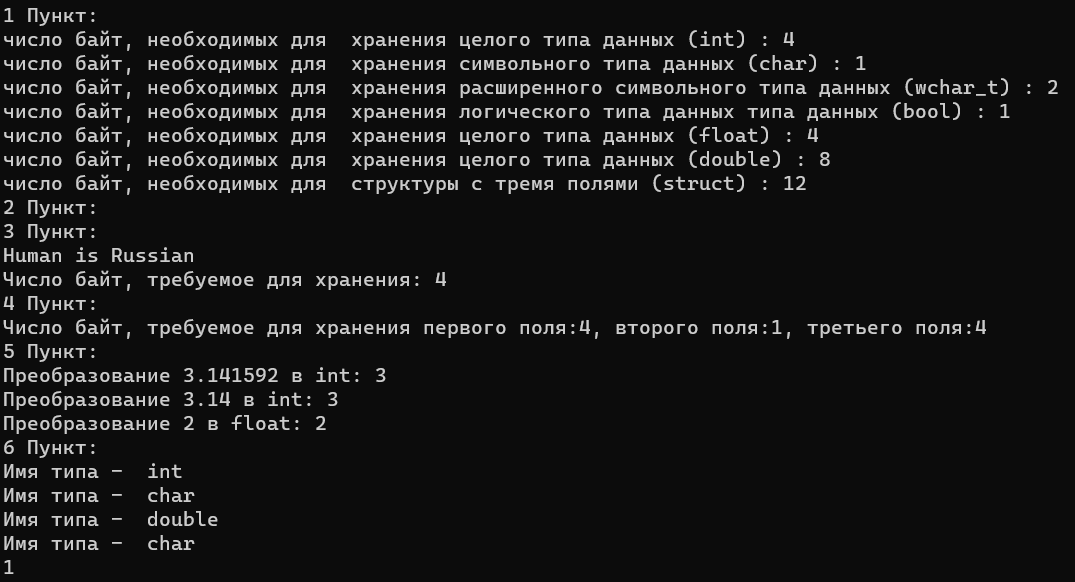 1 Пункт:
число байт, необходимых для  хранения целого типа данных (int) : 4
число байт, необходимых для  хранения символьного типа данных (char) : 1
число байт, необходимых для  хранения расширенного символьного типа данных (wchar_t) : 2
число байт, необходимых для  хранения логического типа данных типа данных (bool) : 1
число байт, необходимых для  хранения целого типа данных (float) : 4
число байт, необходимых для  хранения целого типа данных (double) : 8
число байт, необходимых для  структуры с тремя полями (struct) : 12
2 Пункт:
3 Пункт:
Human is Russian
Число байт, требуемое для хранения: 4
4 Пункт:
Число байт, требуемое для хранения первого поля:4, второго поля:1, третьего поля:4
5 Пункт:
Преобразование 3.141592 в int: 3
Преобразование 3.14 в int: 3
Преобразование 2 в float: 2
6 Пункт:
Имя типа –  int
Имя типа –  char
Имя типа –  double
Имя типа –  char
1